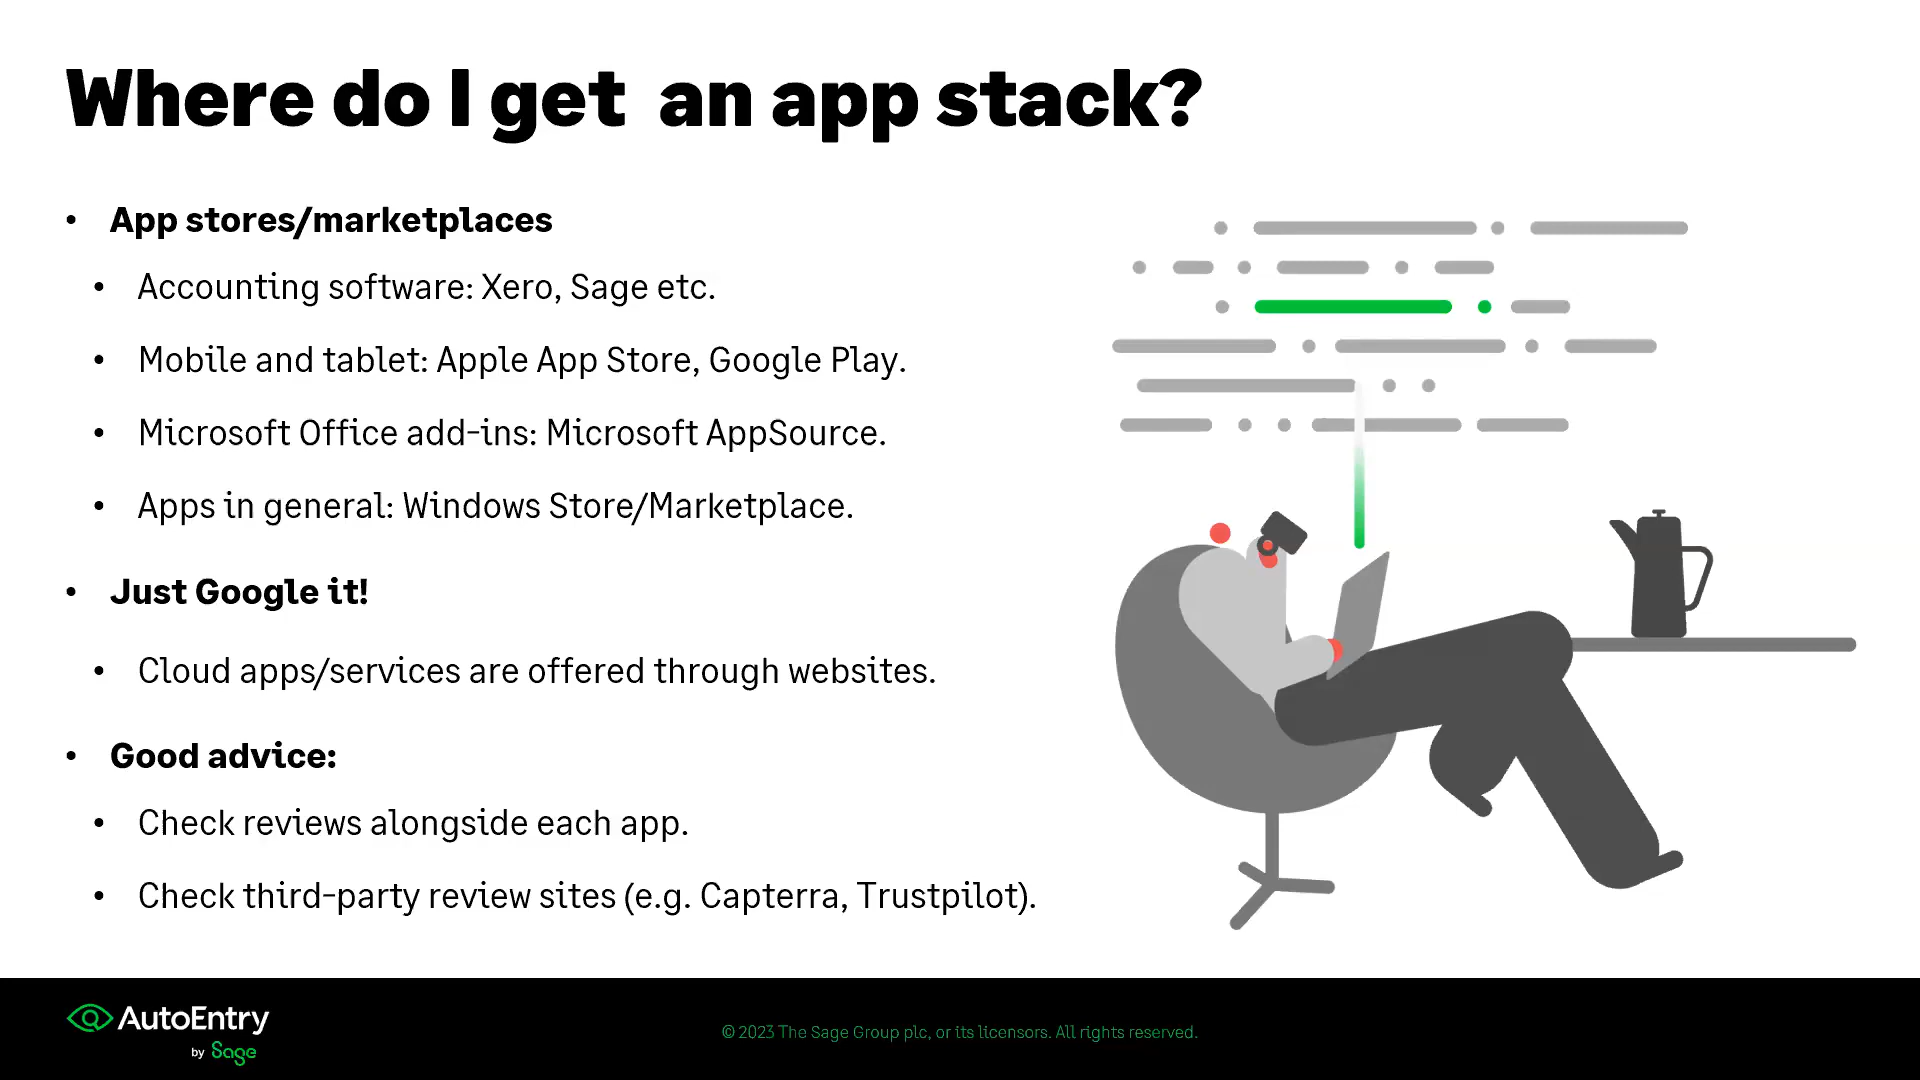 Where do I get  an app stack?
• App stores/marketplaces
• Accounting software: Xero, Sage etc.
• Mobile and tablet: Apple App Store, Google Play.
• Microsoft Office add-ins: Microsoft AppSource.
• Apps in general: Windows Store/Marketplace.
• Just Google it!
• Cloud apps/services are offered through websites.
• Good advice:
• Check reviews alongside each app.
• Check third-party review sites (e.g. Capterra, Trustpilot).
AutoEntry
by Sage
© 2023 The Sage Group plc, or its licensors. All rights reserved.